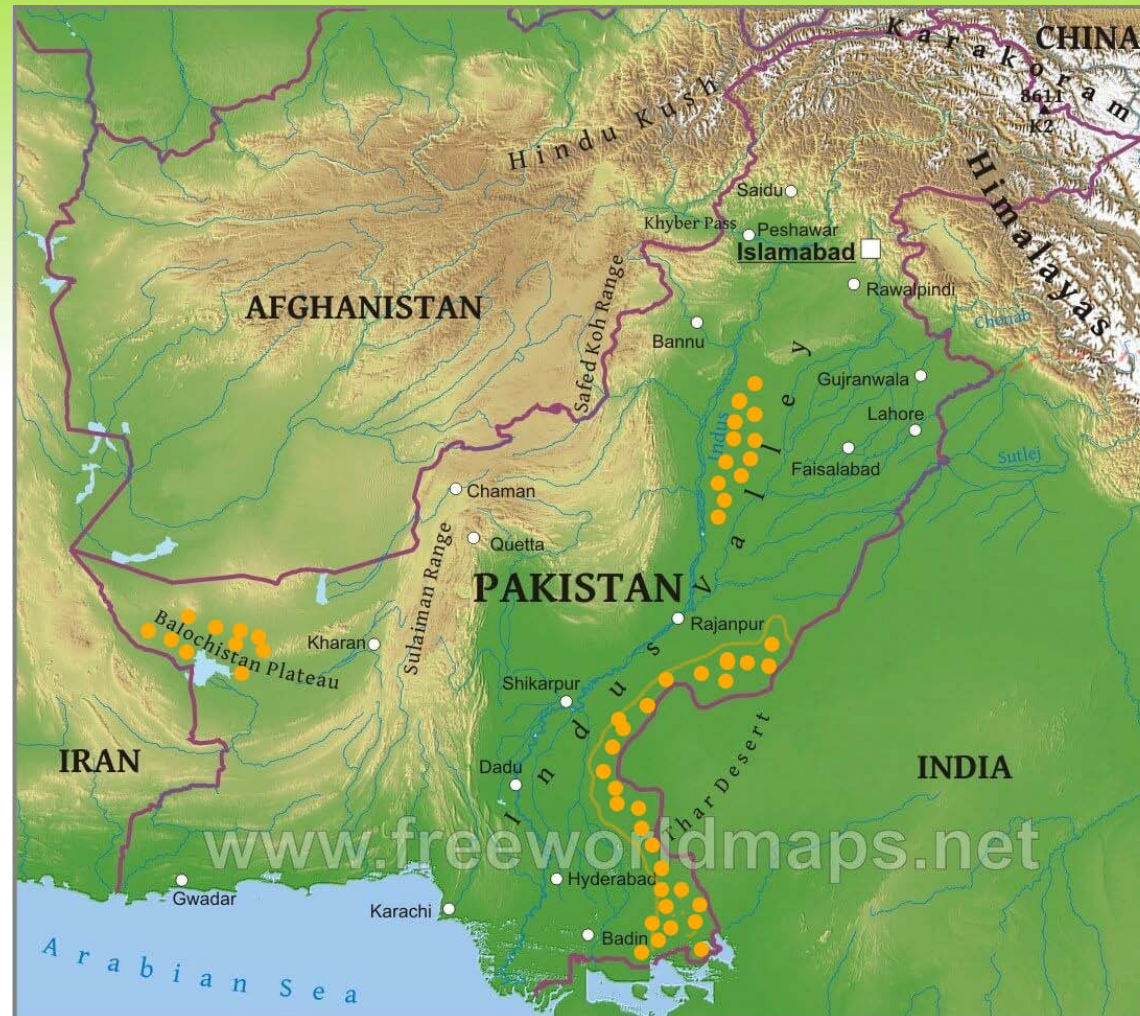 CHINA
Karakoram
8611
K2
Hindu Kush
Himalayas
Saidu
Khyber Pass
Peshawar
Islamabad
Rawalpindi
AFGHANISTAN
Safed Koh Range
Bannu
Chenab
Gujranwala
Lahore
Indus
Faisalabad
Sutlej
Chaman
Quetta
Sulaiman Range
PAKISTAN
Indus Valley
Rajanpur
Balochistan Plateau
Kharan
Shikarpur
IRAN
Dadu
Thar Desert
INDIA
www.freeworldmaps.net
Hyderabad
Gwadar
Karachi
Badin
Arabian Sea